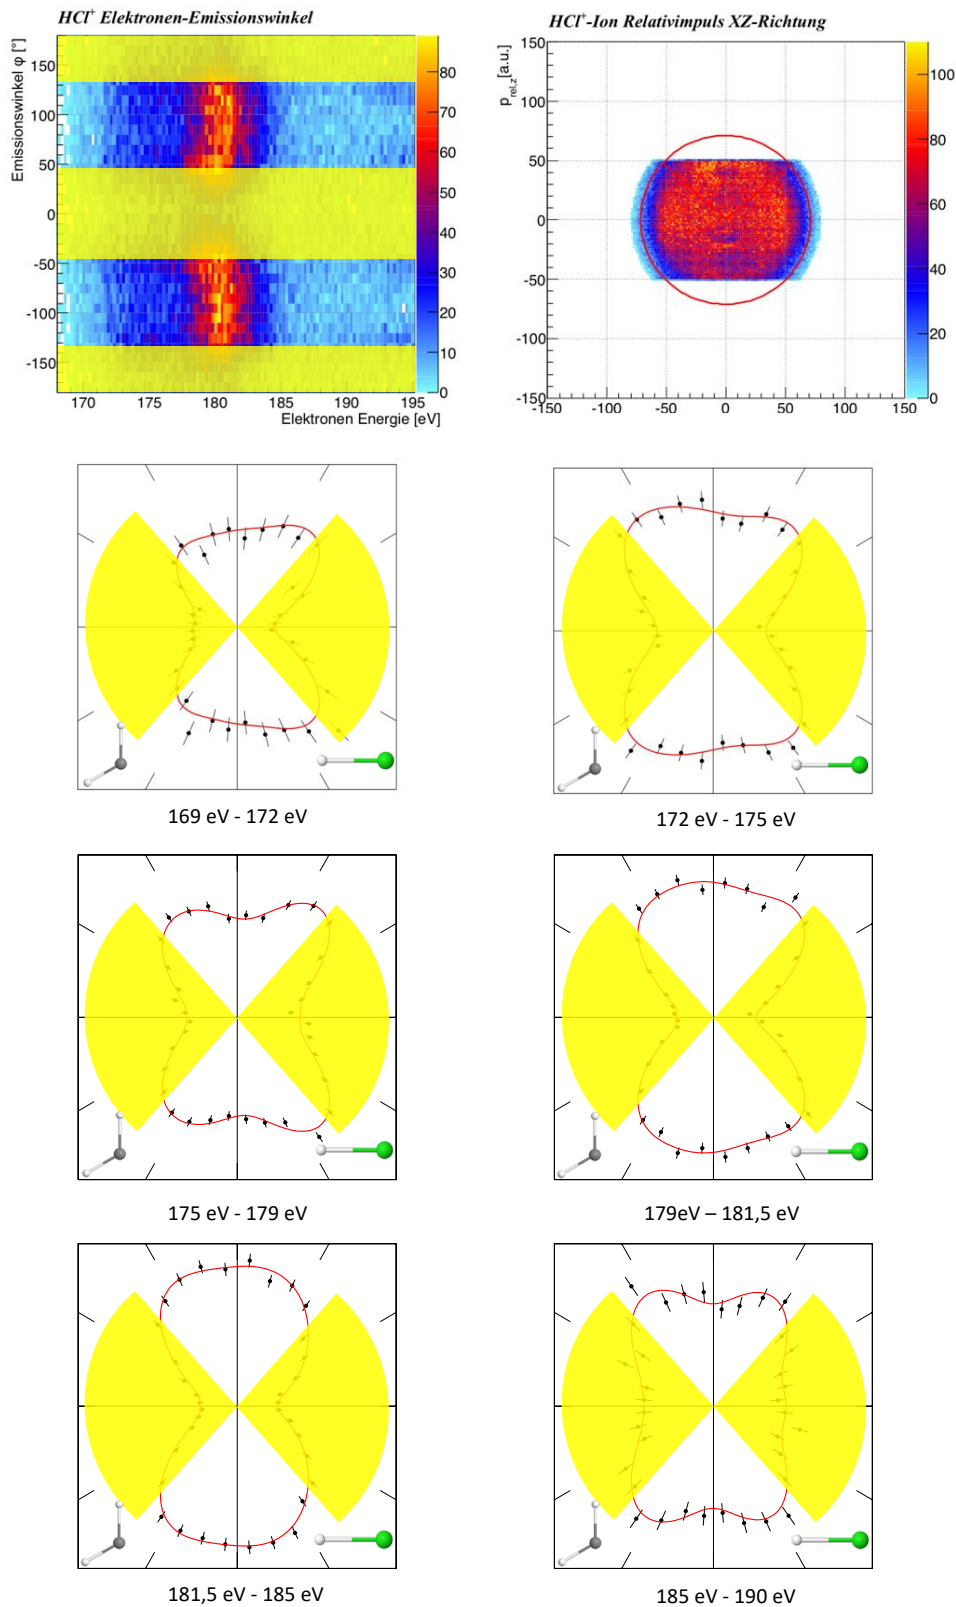 HCl⁺ Elektronen-Emissionswinkel
Emissionswinkel φ [°]
150
100
50
0
-50
-100
-150
170 175 180 185 190 195
Elektronen Energie [eV]
80
70
60
50
40
30
20
10
0
HCl⁺-Ion Relativimpuls XZ-Richtung
p rel,z [a.u.]
150
100
50
0
-50
-100
-150
-150 -100 -50 0 50 100 150
100
80
60
40
20
0
169 eV - 172 eV
172 eV - 175 eV
175 eV - 179 eV
179eV – 181,5 eV
181,5 eV - 185 eV
185 eV - 190 eV